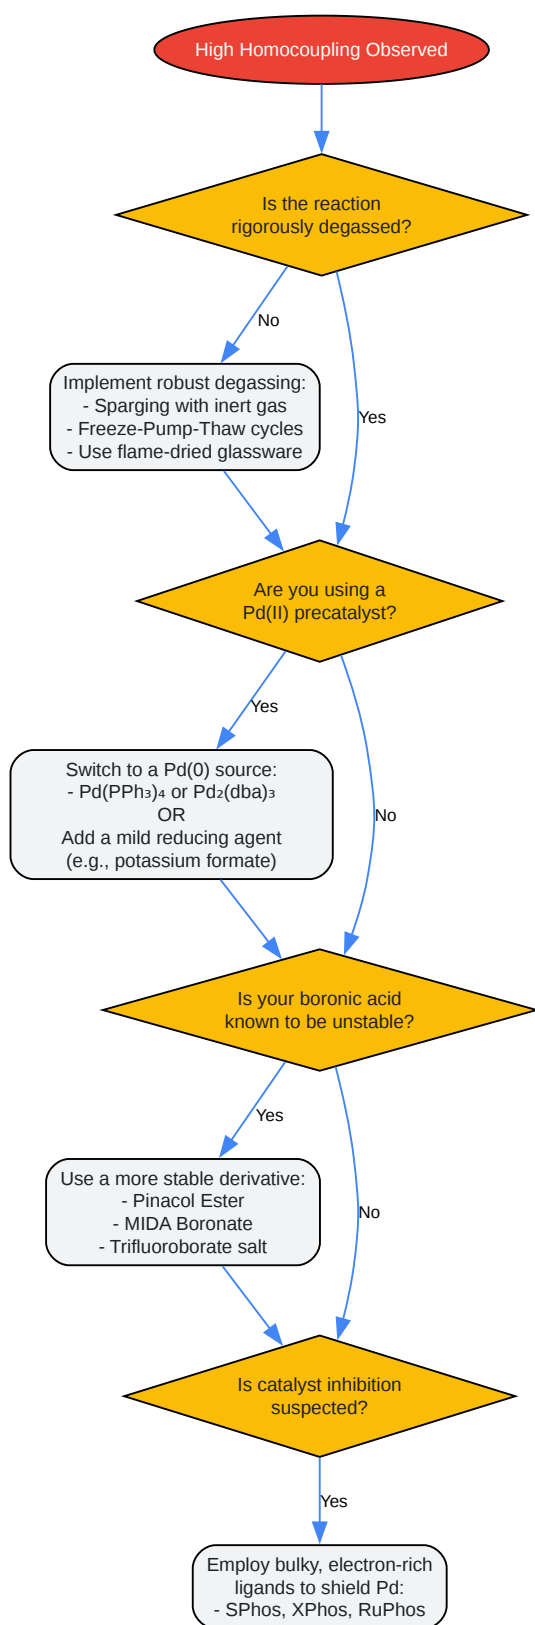 High Homocoupling Observed
Is the reaction
rigorously degassed?
No
Implement robust degassing:
- Sparging with inert gas
- Freeze-Pump-Thaw cycles
- Use flame-dried glassware
Yes
Are you using a
Pd(II) precatalyst?
Yes
Switch to a Pd(0) source:
- Pd(PPh₃)₄ or Pd₂(dba)₃
OR
Add a mild reducing agent
(e.g., potassium formate)
No
Is your boronic acid
known to be unstable?
Yes
Use a more stable derivative:
- Pinacol Ester
- MIDA Boronate
- Trifluoroborate salt
No
Is catalyst inhibition
suspected?
Yes
Employ bulky, electron-rich
ligands to shield Pd:
- SPhos, XPhos, RuPhos